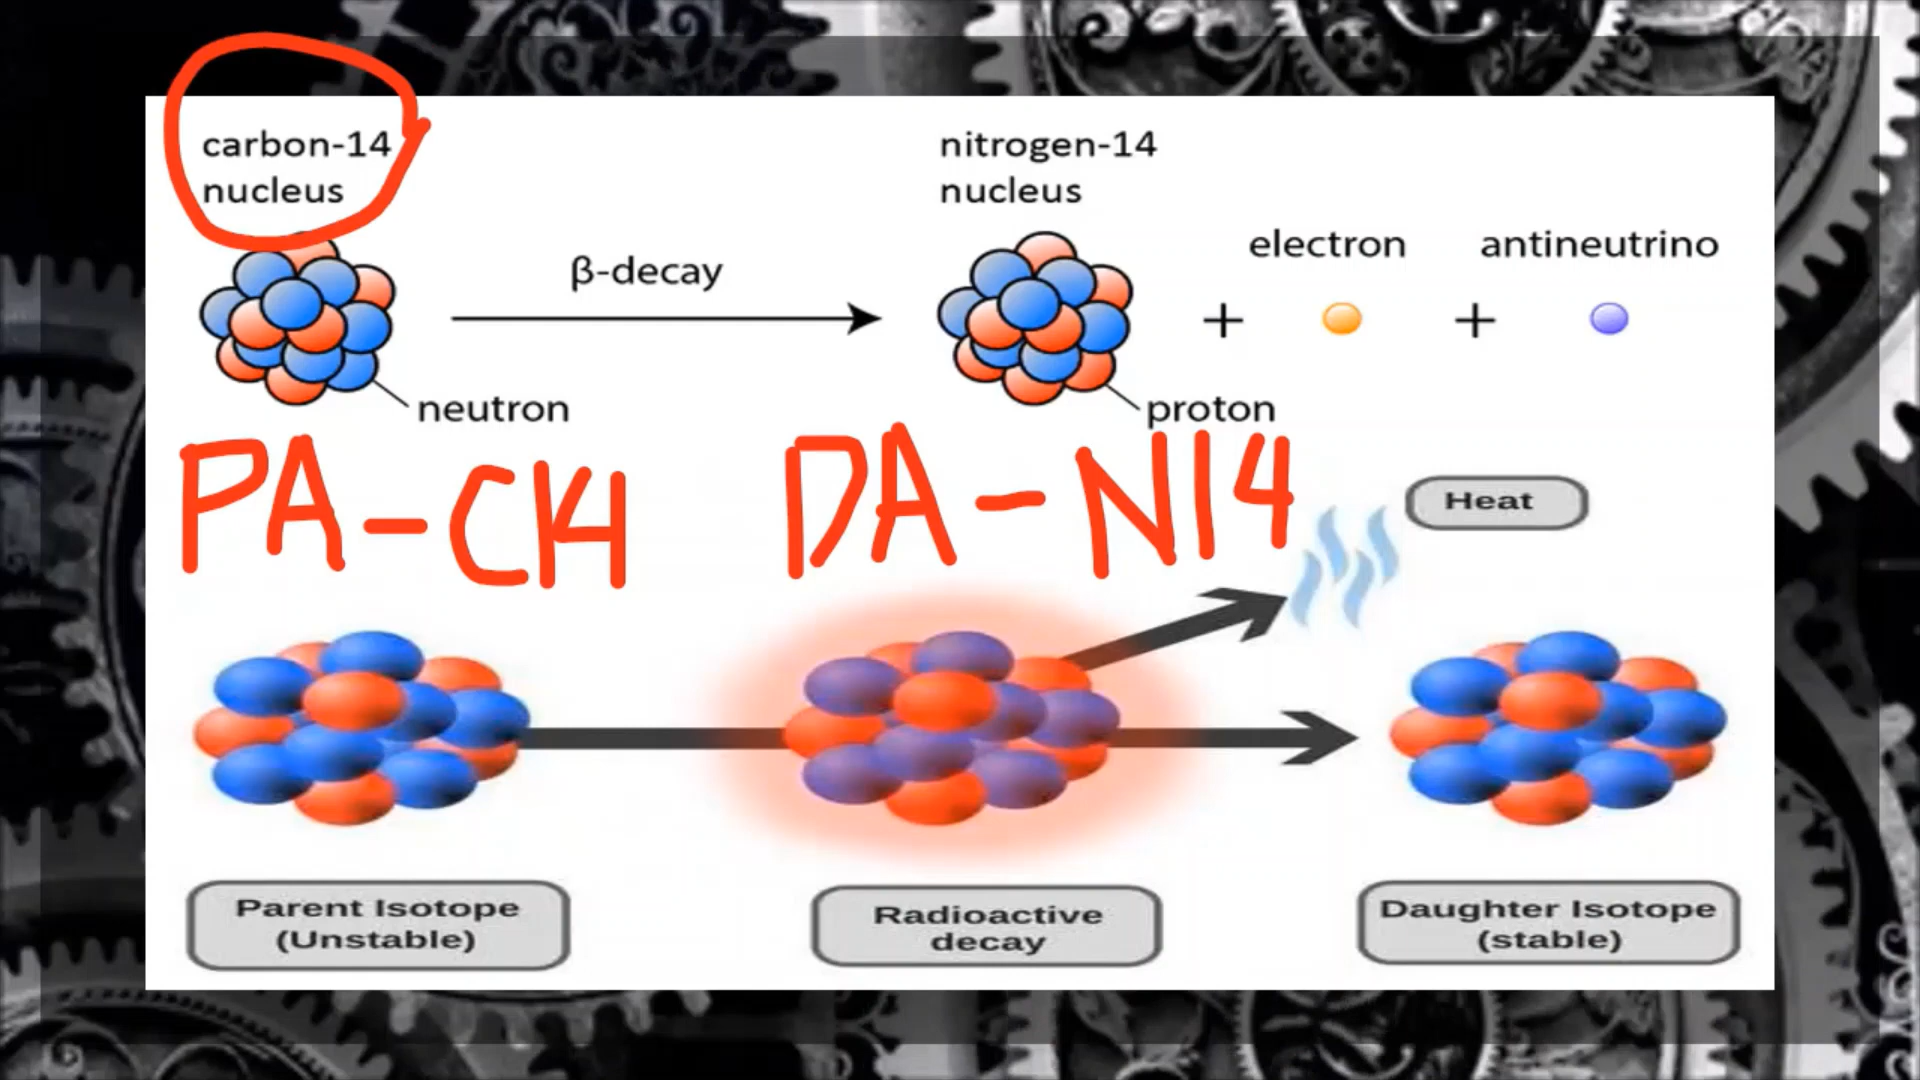 carbon-14
nucleus
nitrogen-14
nucleus
electron
antineutrino
β-decay
+
+
neutron
proton
PA-C14
DA-N14
Heat
Parent Isotope
(Unstable)
Radioactive
decay
Daughter Isotope
(stable)